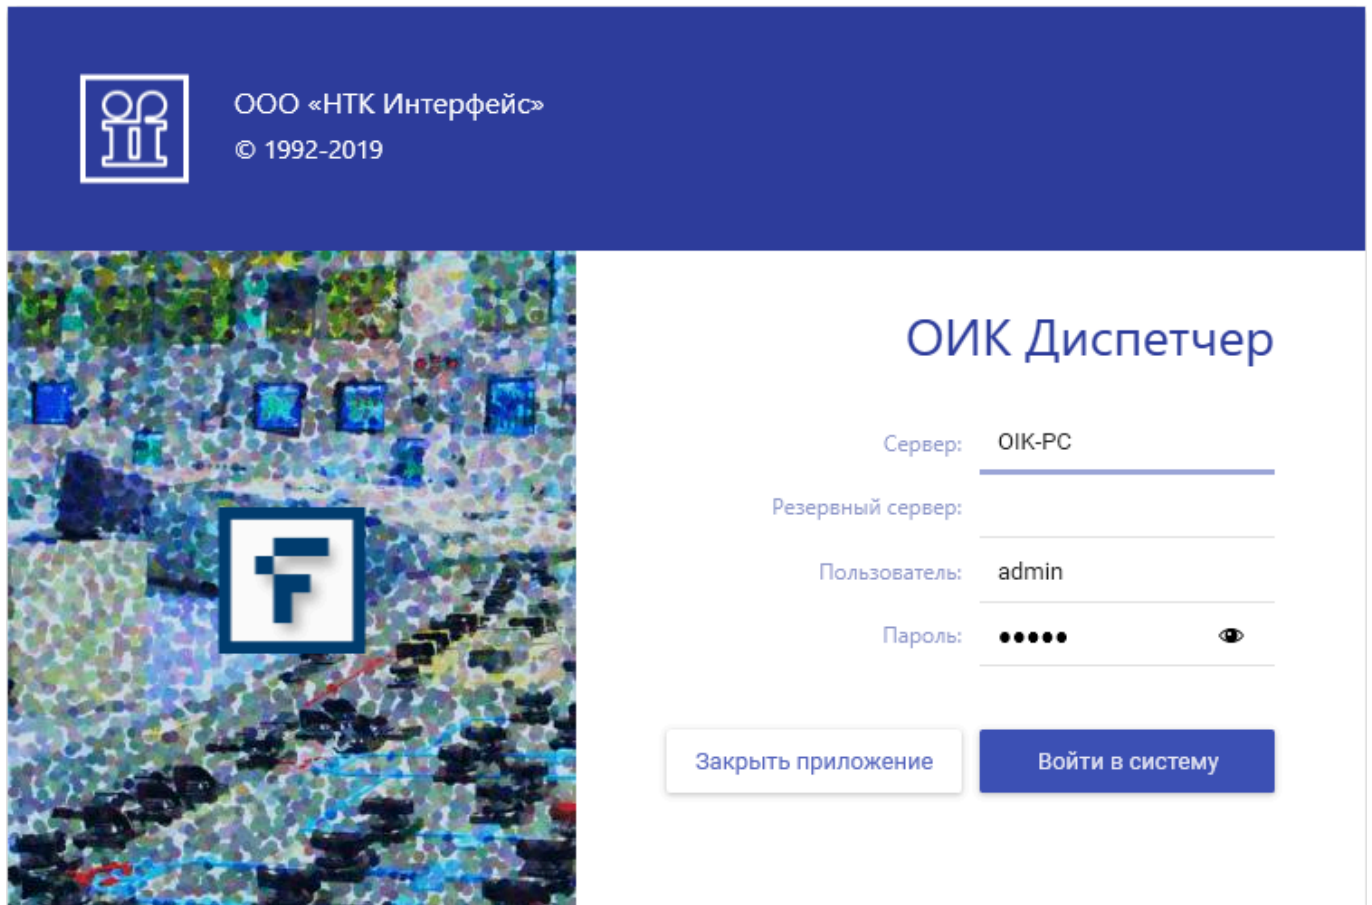 ООО «НТК Интерфейс»
© 1992-2019
ОИК Диспетчер
Сервер: OIK-PC
Резервный сервер:
Пользователь: admin
Пароль: •••••
Закрыть приложение
Войти в систему